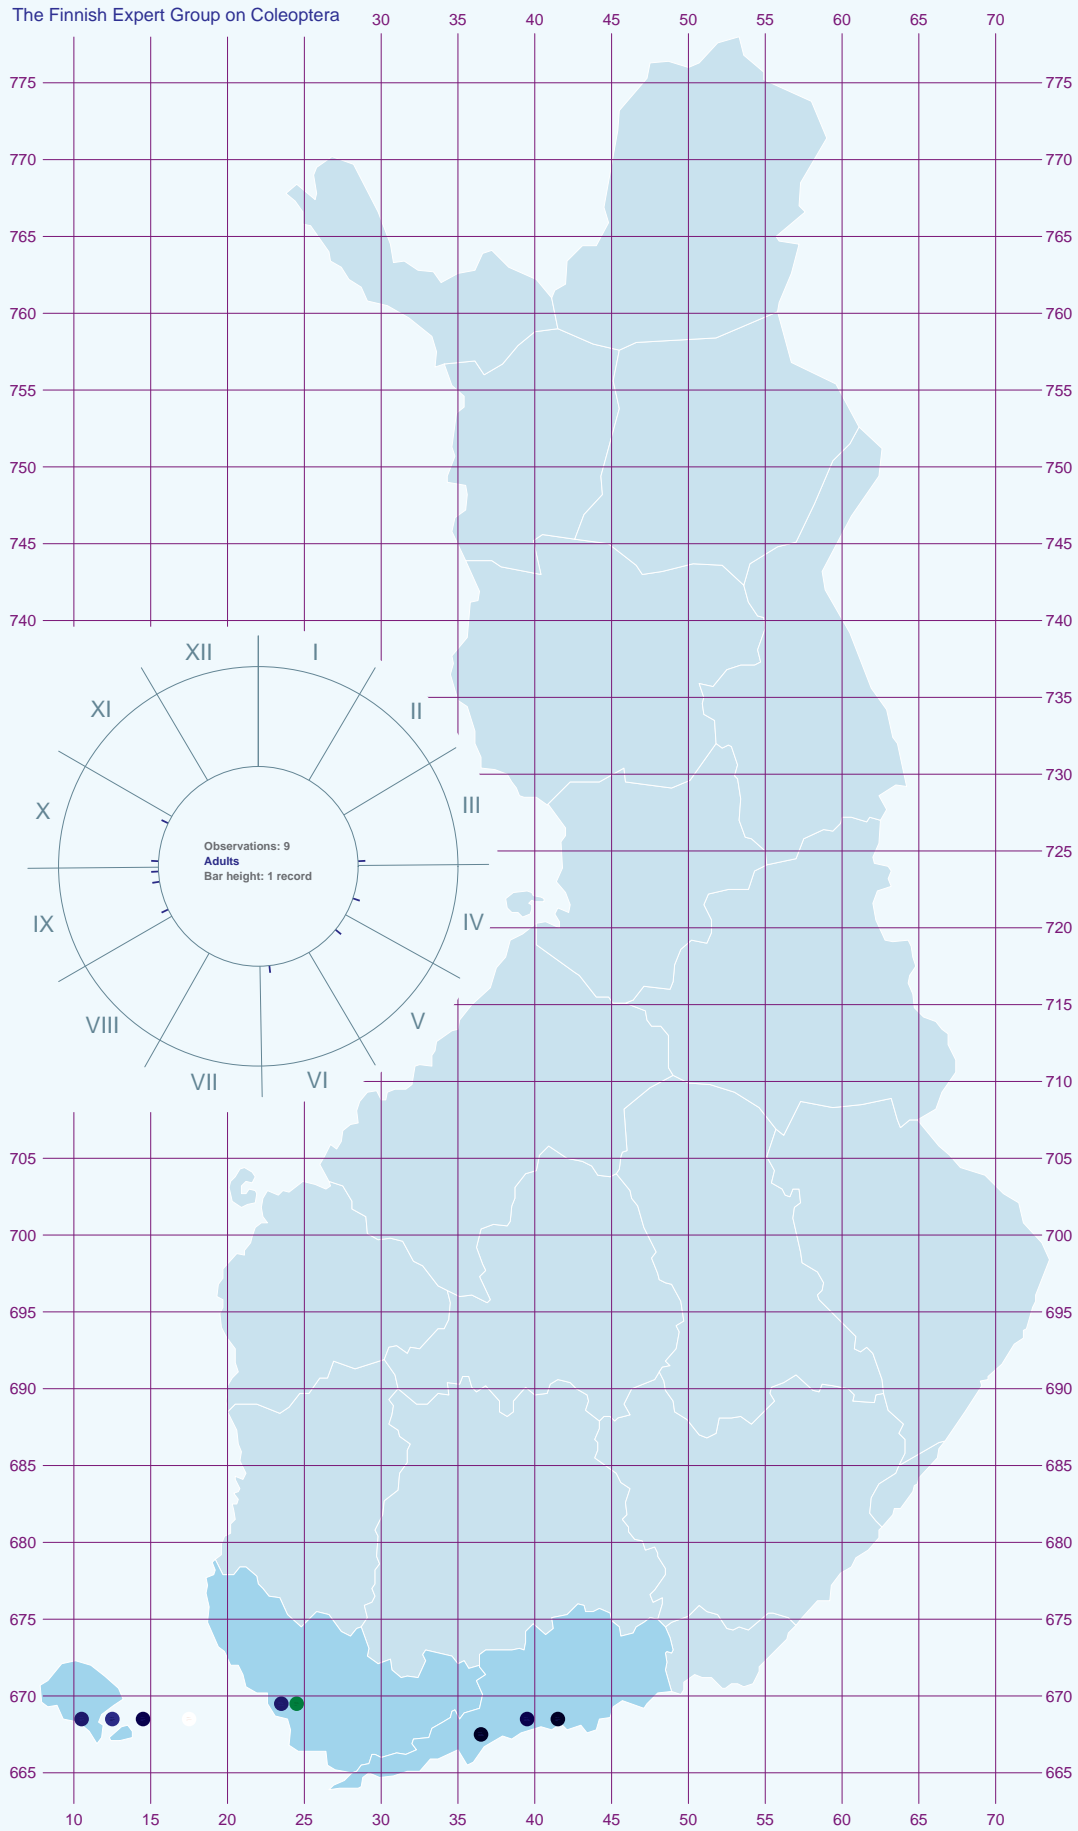 The Finnish Expert Group on Coleoptera
30 40 50 60 70
35 45 55 65
775 775
770 770
765 765
760 760
755 755
750 750
745 745
740 740
XII I
735
XI II
730
X III
Observations: 9
Adults
Bar height: 1 record
725
IX IV
720
VIII V
715
VII VI
710
705 705
700 700
695 695
690 690
685 685
680 680
675 675
670 670
665 665
10 15 20 25 30 35 40 45 50 55 60 65 70